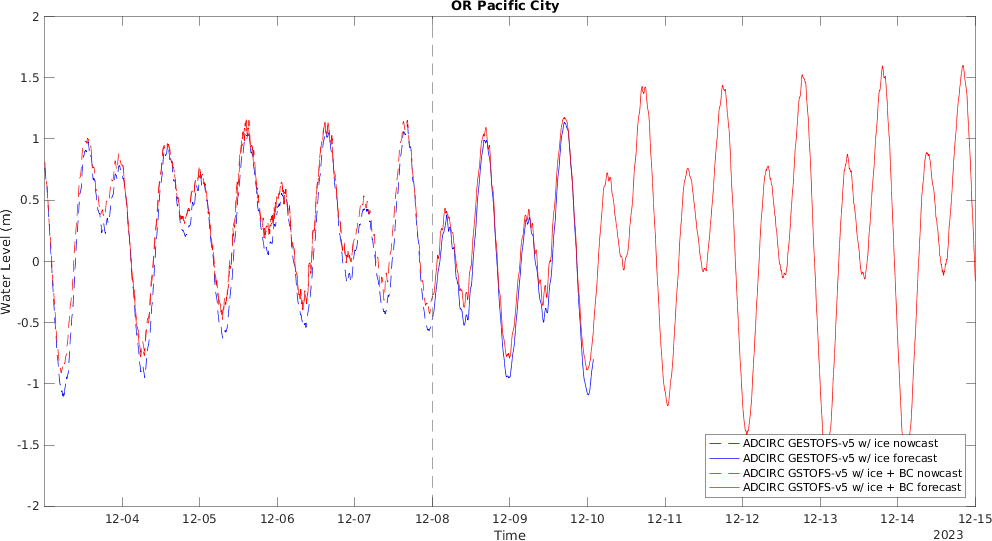 OR Pacific City
2
1.5
1
0.5
0
-0.5
-1
-1.5
-2
Water Level (m)
ADCIRC GESTOFS-v5 w/ ice nowcast
ADCIRC GESTOFS-v5 w/ ice forecast
ADCIRC GSTOFS-v5 w/ ice + BC nowcast
ADCIRC GSTOFS-v5 w/ ice + BC forecast
12-04 12-05 12-06 12-07 12-08 12-09 12-10 12-11 12-12 12-13 12-14 12-15
Time
2023